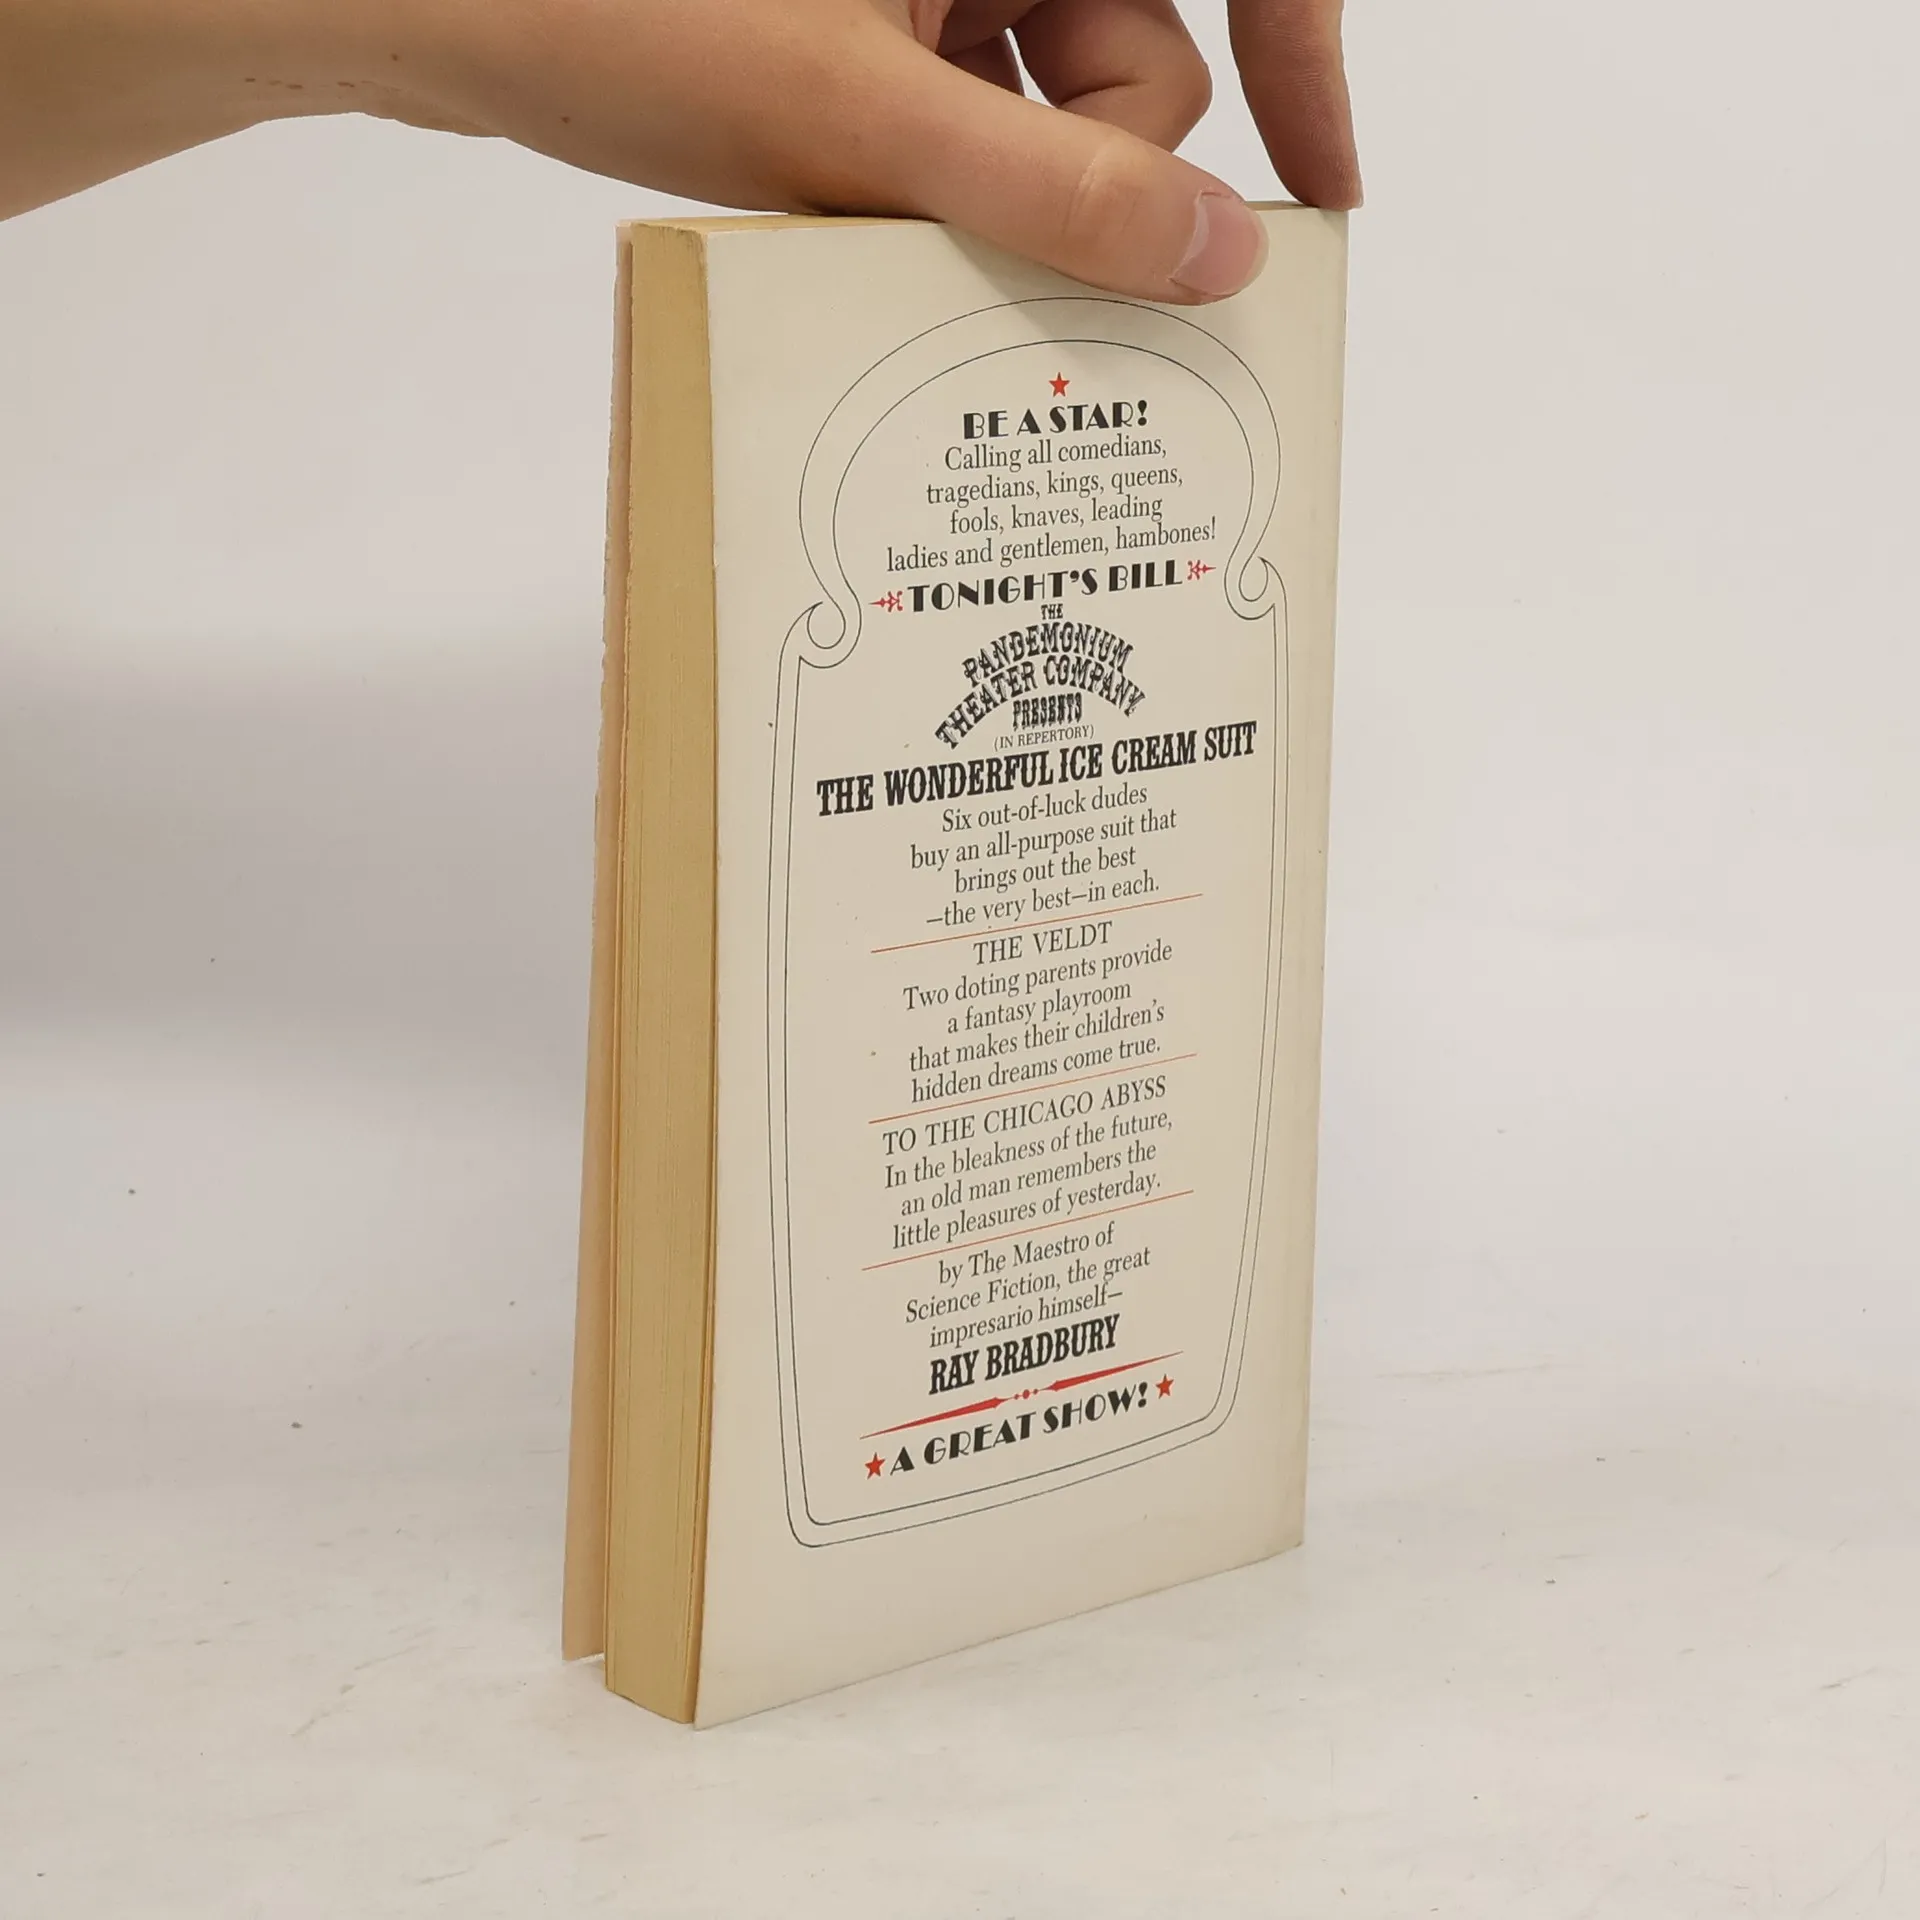 BE A STAR!
Calling all comedians,
tragedians, kings, queens,
fools, knaves, leading
ladies and gentlemen, hambones!
TONIGHT'S BILL
THE
PANDEMONIUM
THEATER COMPANY
PRESENTS
(IN REPERTORY)
THE WONDERFUL ICE CREAM SUIT
Six out-of-luck dudes
buy an all-purpose suit that
brings out the best
—the very best—in each.
THE VELDT
Two doting parents provide
a fantasy playroom
that makes their children's
hidden dreams come true.
TO THE CHICAGO ABYSS
In the bleakness of the future,
an old man remembers the
little pleasures of yesterday.
by The Maestro of
Science Fiction, the great
impresario himself—
RAY BRADBURY
A GREAT SHOW!